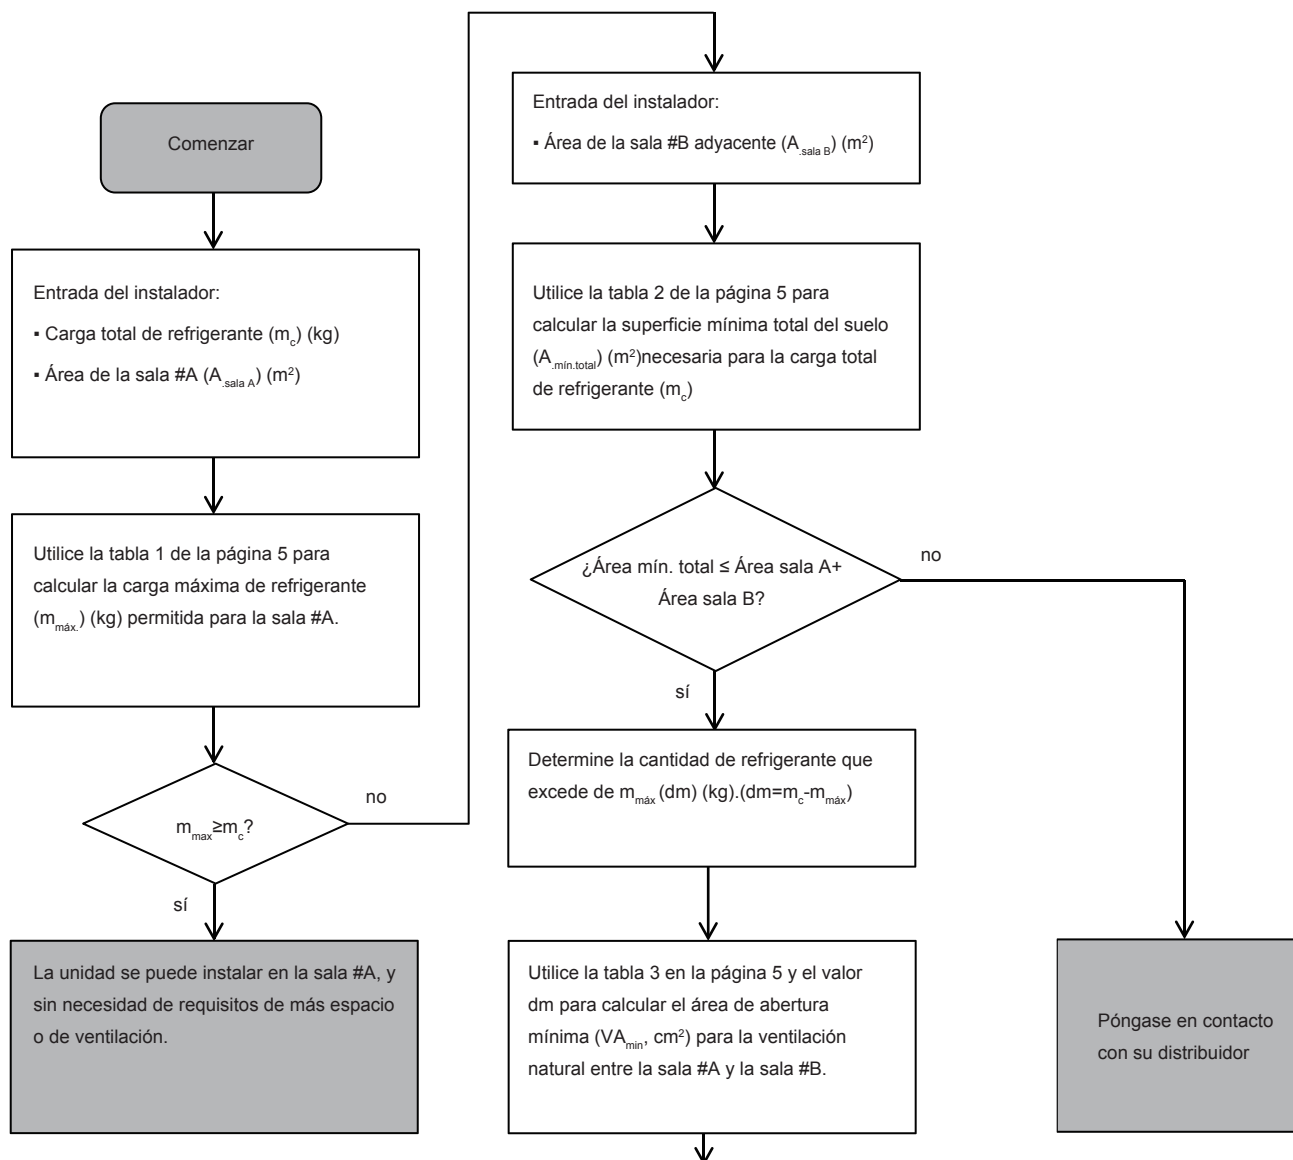 Comenzar
Entrada del instalador:
▪ Carga total de refrigerante (mc) (kg)
▪ Área de la sala #A (A.sala A) (m²)
Utilice la tabla 1 de la página 5 para
calcular la carga máxima de refrigerante
(mmáx.) (kg) permitida para la sala #A.
mmax≥mc?
no
sí
La unidad se puede instalar en la sala #A, y
sin necesidad de requisitos de más espacio
o de ventilación.
Entrada del instalador:
▪ Área de la sala #B adyacente (A.sala B) (m²)
Utilice la tabla 2 de la página 5 para
calcular la superficie mínima total del suelo
(A.mín.total) (m²)necesaria para la carga total
de refrigerante (mc)
¿Área mín. total ≤ Área sala A+
Área sala B?
no
sí
Determine la cantidad de refrigerante que
excede de mmáx (dm) (kg).(dm=mc-mmáx)
Utilice la tabla 3 en la página 5 y el valor
dm para calcular el área de abertura
mínima (VAmin, cm²) para la ventilación
natural entre la sala #A y la sala #B.
Póngase en contacto
con su distribuidor